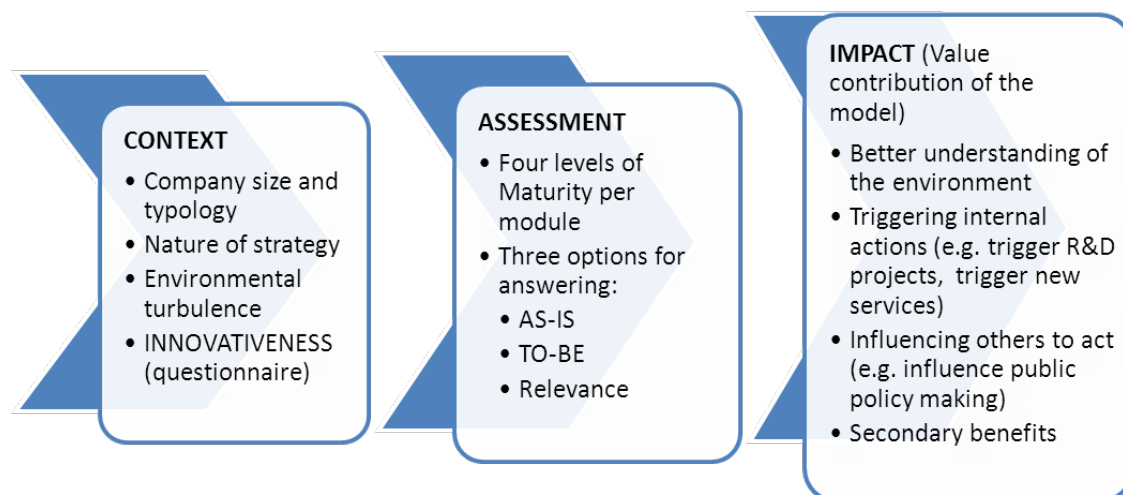 CONTEXT
• Company size and
typology
• Nature of strategy
• Environmental
turbulence
• INNOVATIVENESS
(questionnaire)
ASSESSMENT
• Four levels of
Maturity per
module
• Three options for
answering:
• AS-IS
• TO-BE
• Relevance
IMPACT (Value
contribution of the
model)
• Better understanding of
the environment
• Triggering internal
actions (e.g. trigger R&D
projects, trigger new
services)
• Influencing others to act
(e.g. influence public
policy making)
• Secondary benefits